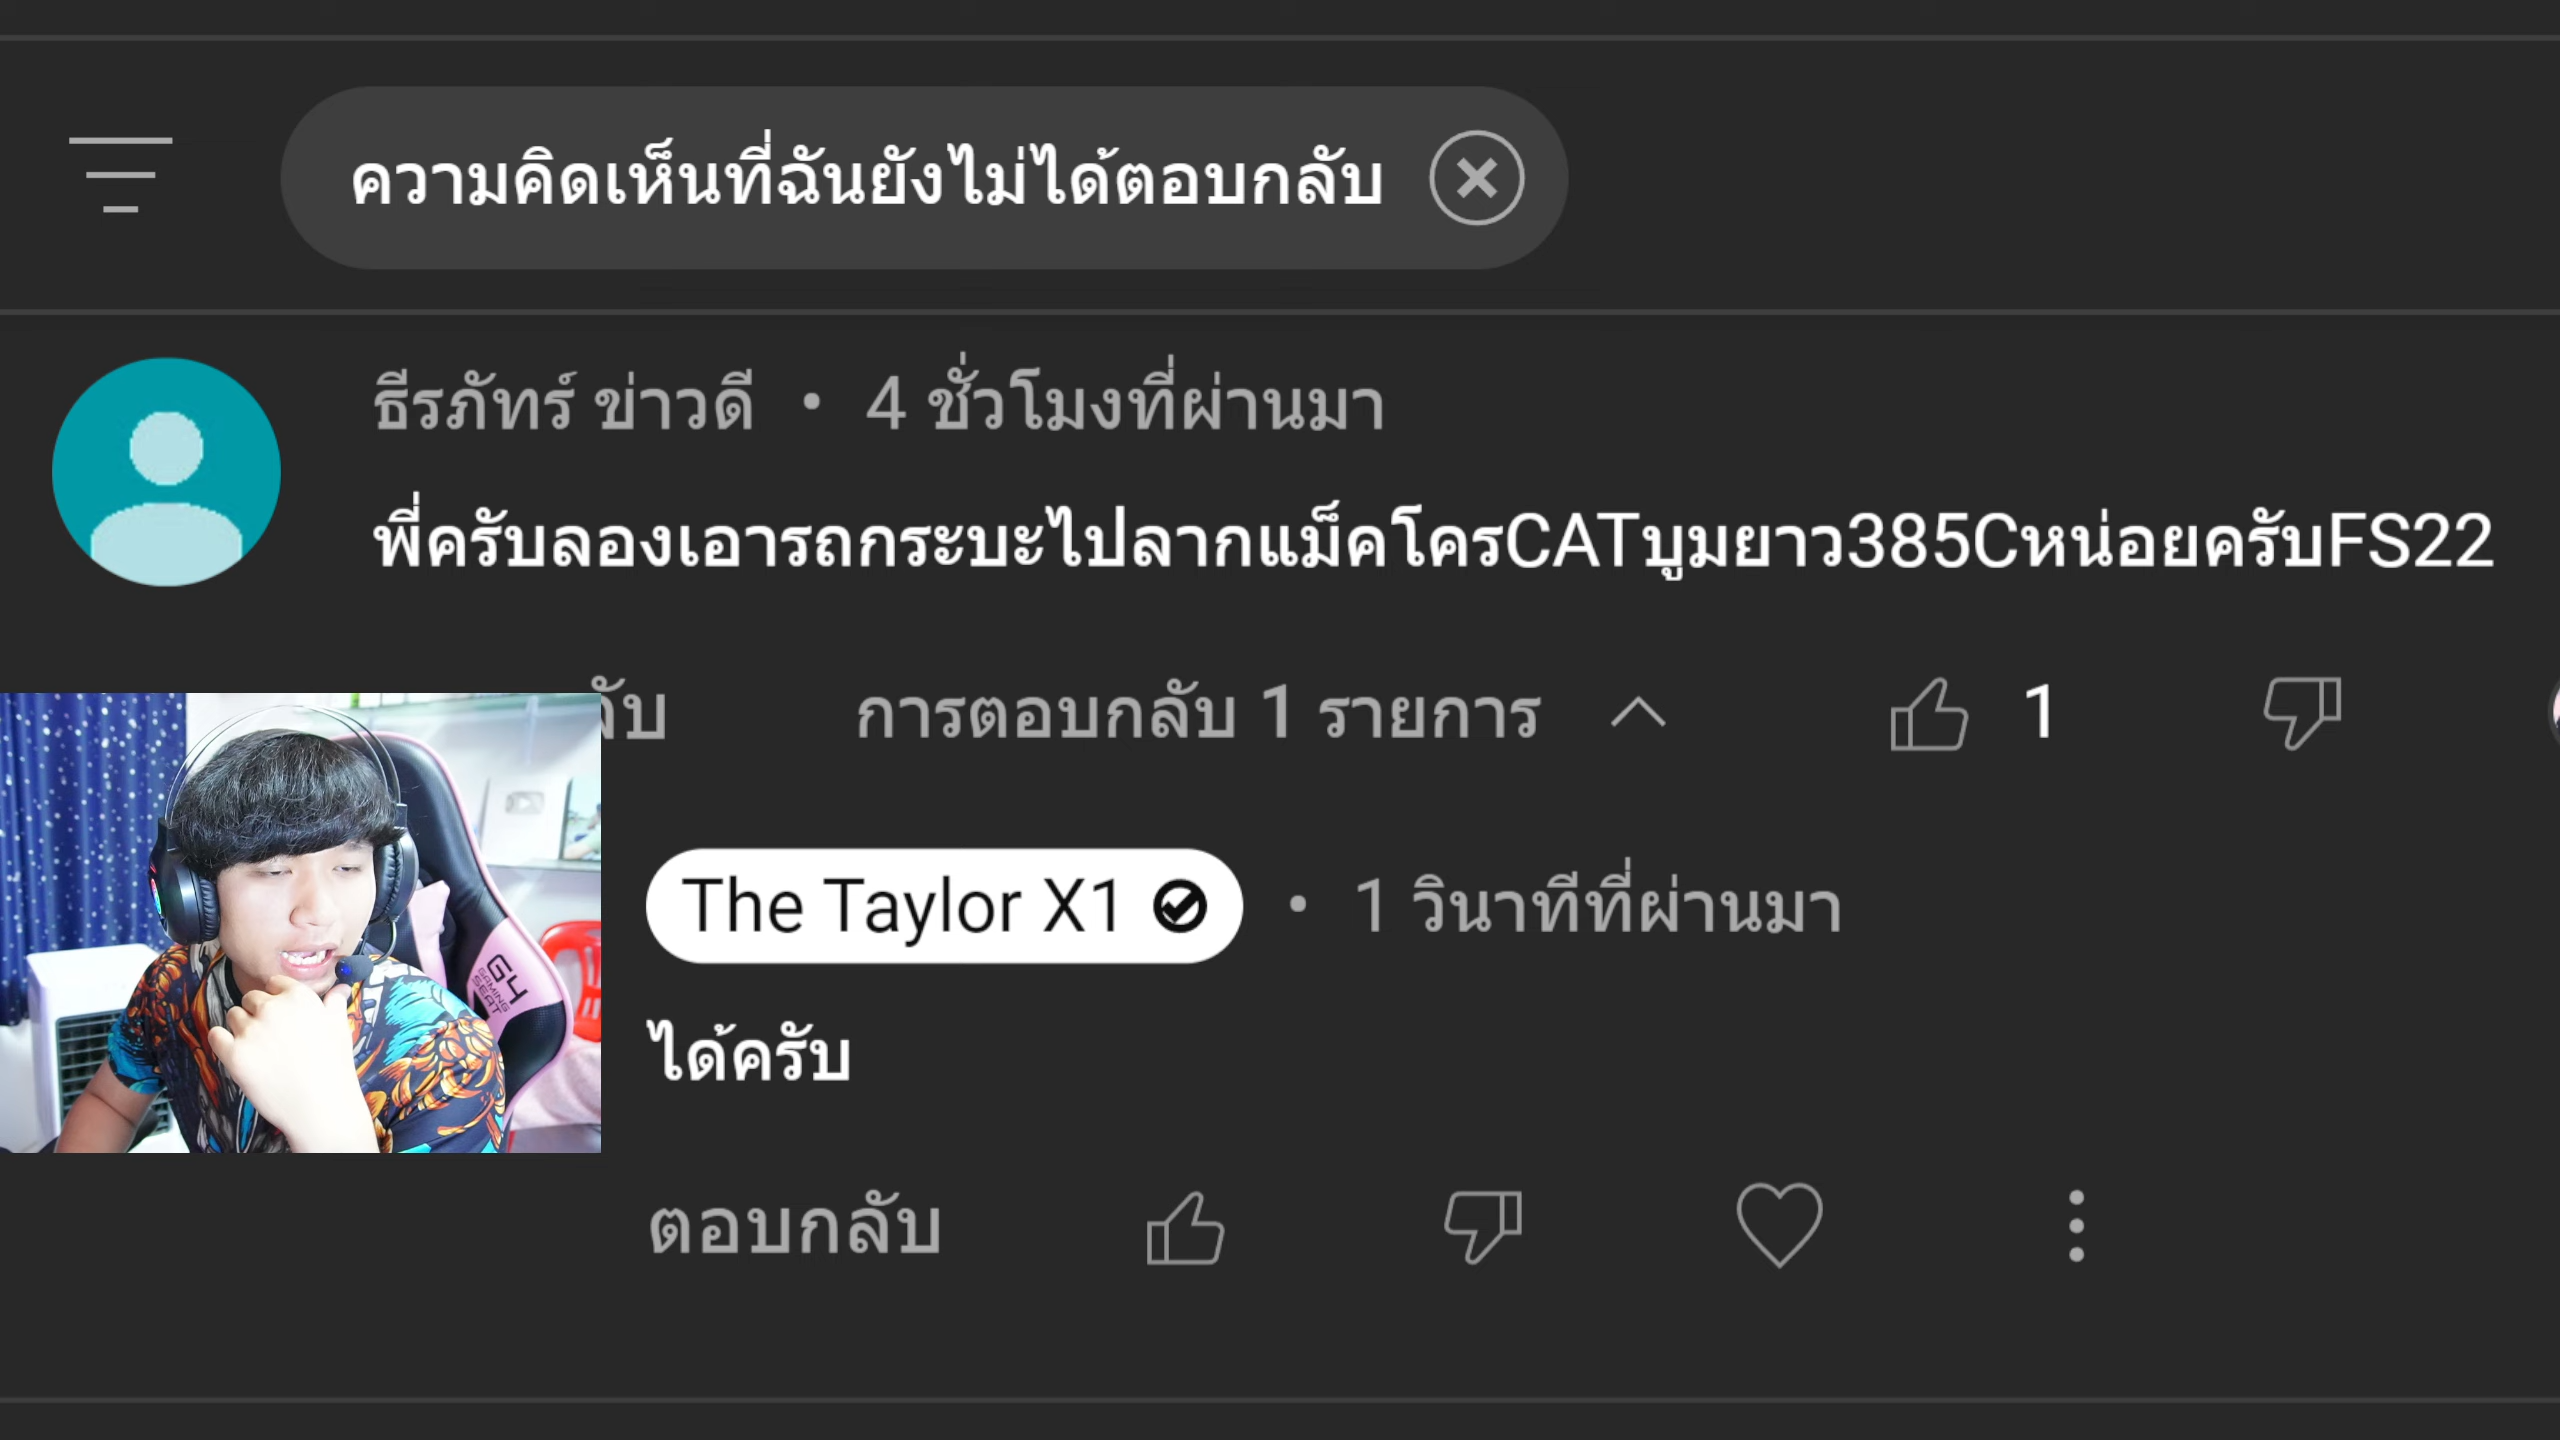 ความคิดเห็นที่ฉันยังไม่ได้ตอบกลับ
ธีรภัทร์ ข่าวดี • 4 ชั่วโมงที่ผ่านมา
พี่ครับลองเอารถกระบะไปลากแม็คโครCATบูมยาว385Cหน่อยครับFS22
การตอบกลับ 1 รายการ 1
The Taylor X1 • 1 วินาทีที่ผ่านมา
G4
GAMING
SEAT
ได้ครับ
ตอบกลับ